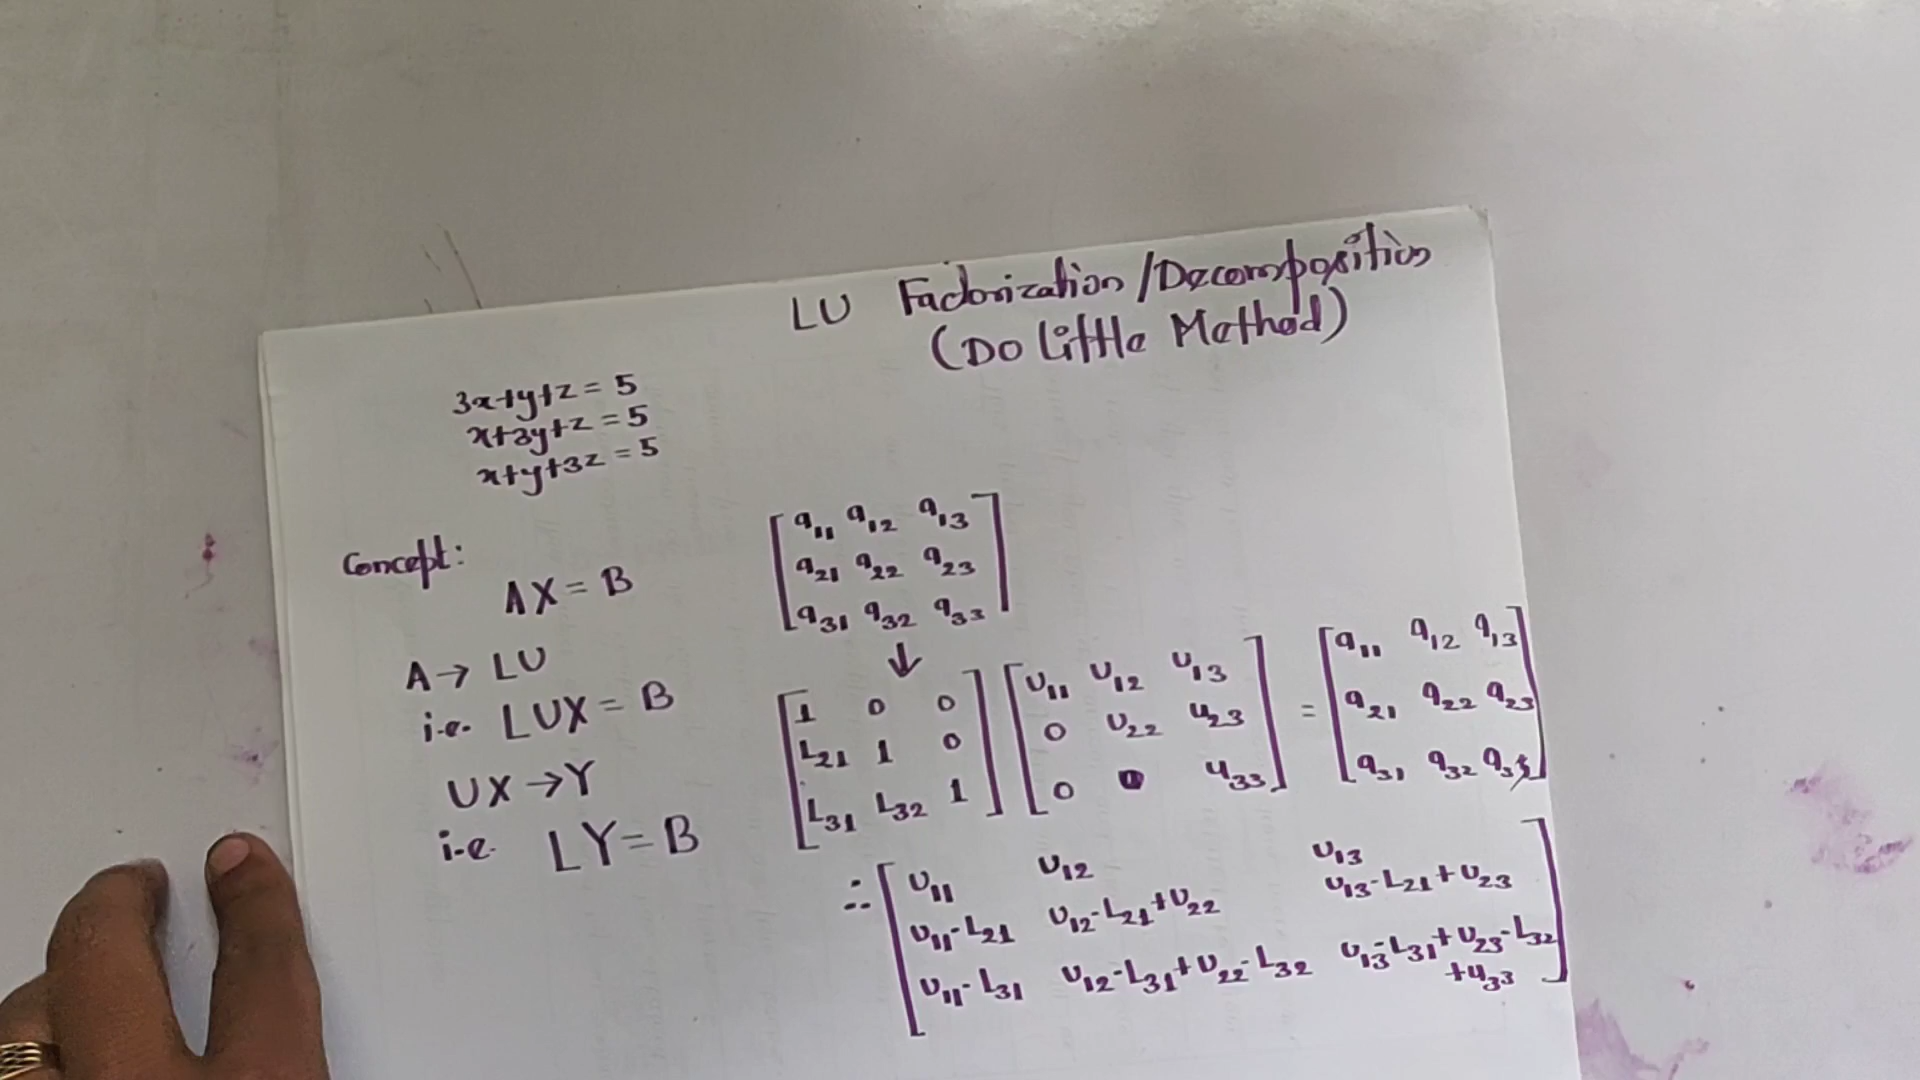 LU Factorization/Decomposition
(Do Little Method)
3x+y+z = 5
x+3y+z = 5
x+y+3z = 5
Concept:
AX = B
A → LU
i.e. LUX = B
UX → Y
i.e. LY = B
a11 a12 a13
a21 a22 a23
a31 a32 a33
↓
[1 0 0] [U11 U12 U13] = [a11 a12 a13]
[L21 1 0] [0 U22 U23] [a21 a22 a23]
[L31 L32 1] [0 0 U33] [a31 a32 a33]
∴ [U11 U12 U13
U11-L21 U12-L21+U22 U13-L21+U23
U11-L31 U12-L31+U22-L32 U13-L31+U23-L32
+U33]